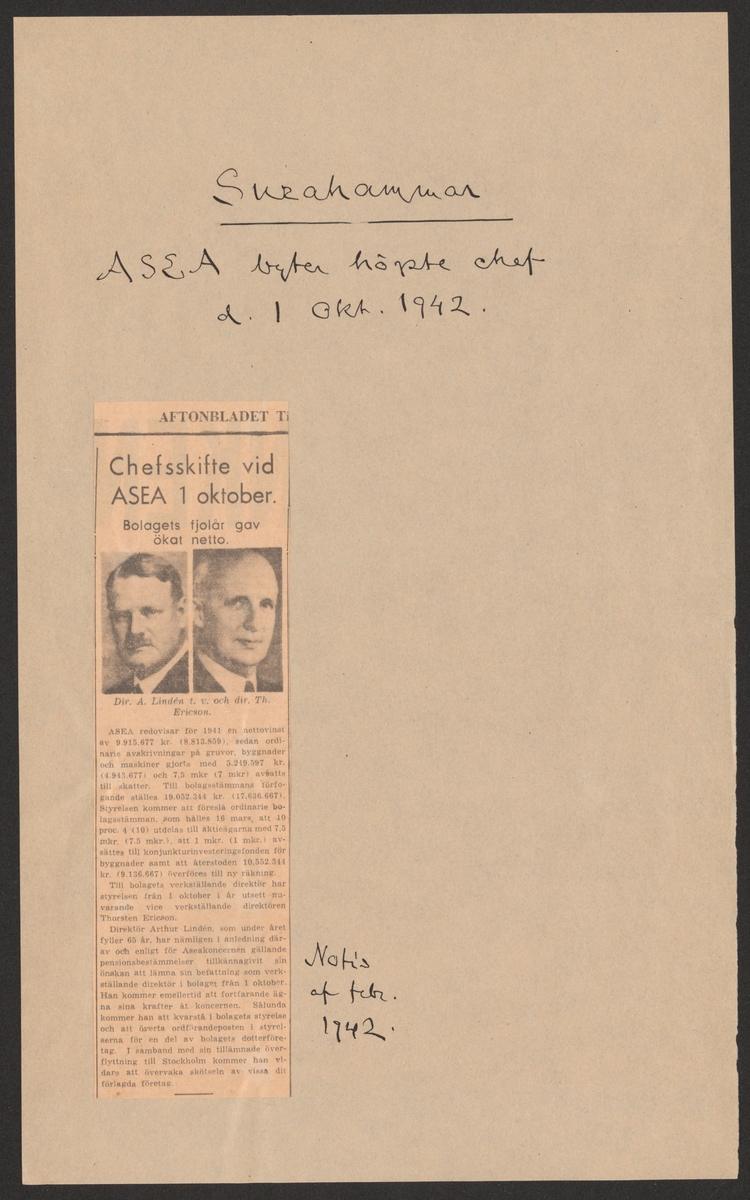 Surahammar
ASEA byter högste chef
d. 1 Okt. 1942.
AFTONBLADET Ti
Chefsskifte vid
ASEA 1 oktober.
Bolagets fjolår gav
ökat netto.
Dir. A. Lindén t. v. och dir. Th.
Ericson.
ASEA redovisar för 1941 en nettovinst
av 9.915.677 kr. (8.813.859), sedan ordi-
narie avskrivningar på gruvor, byggnader
och maskiner gjorts med 5.249.597 kr.
(4.943.677) och 7,5 mkr (7 mkr) avsatts
till skatter. Till bolagsstämmans förfo-
gande ställes 19.052.344 kr. (17.636.667).
Styrelsen kommer att föreslå ordinarie bo-
lagsstämman, som hålles 16 mars, att 10
proc. 4 (10) utdelas till aktieägarna med 7,5
mkr. (7.5 mkr.), att 1 mkr. (1 mkr.) av-
sättes till konjunkturinvesteringsfonden för
byggnader samt att återstoden 10.552.344
kr. (9.136.667) överföres till ny räkning.
Till bolagets verkställande direktör har
styrelsen från 1 oktober i år utsett nu-
varande vice verkställande direktören
Thorsten Ericson.
Direktör Arthur Lindén, som under året
fyller 65 år, har nämligen i anledning där-
av och enligt för Aseakoncernen gällande
pensionsbestämmelser tillkännagivit sin
önskan att lämna sin befattning som verk-
ställande direktör i bolaget från 1 oktober.
Han kommer emellertid att fortfarande äg-
na sina krafter åt koncernen. Sålunda
kommer han att kvarstå i bolagets styrelse
och att överta ordförandeposten i styrel-
serna för en del av bolagets dotterföre-
tag. I samband med sin tillämnade över-
flyttning till Stockholm kommer han vi-
dare att övervaka skötseln av vissa dit
förlagda företag.
Notis
af febr.
1942.